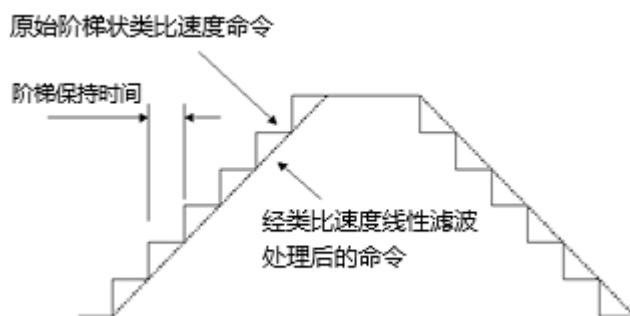 原始阶梯状类比速度命令
阶梯保持时间
经类比速度线性滤波
处理后的命令